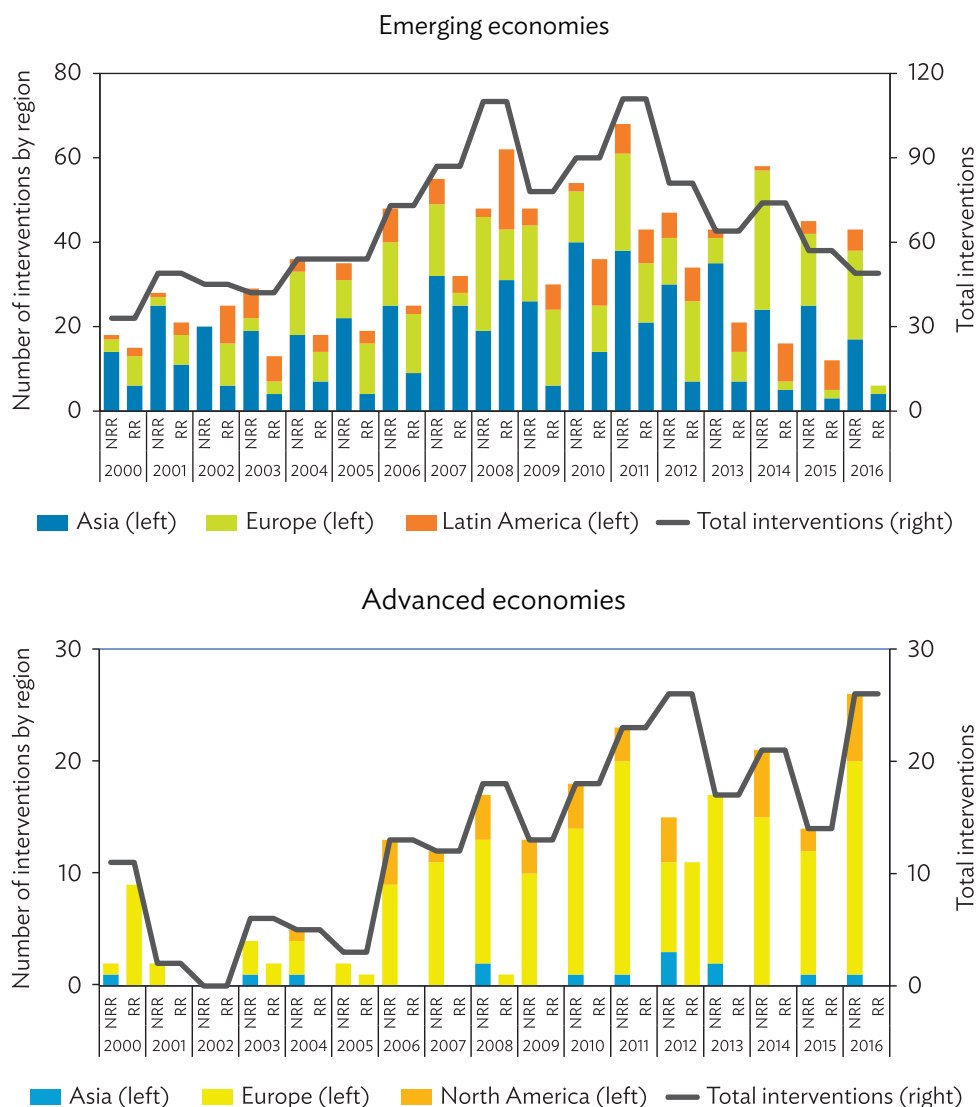 Emerging economies
Number of interventions by region
Total interventions
80 120
60 90
40 60
20 30
0 0
NRR RR NRR RR NRR RR NRR RR NRR RR NRR RR NRR RR NRR RR NRR RR NRR RR NRR RR NRR RR NRR RR NRR RR NRR RR NRR RR NRR RR
2000 2001 2002 2003 2004 2005 2006 2007 2008 2009 2010 2011 2012 2013 2014 2015 2016
Asia (left) Europe (left) Latin America (left) Total interventions (right)
Advanced economies
Number of interventions by region
Total interventions
30 30
20 20
10 10
0 0
NRR RR NRR RR NRR RR NRR RR NRR RR NRR RR NRR RR NRR RR NRR RR NRR RR NRR RR NRR RR NRR RR NRR RR NRR RR NRR RR NRR RR
2000 2001 2002 2003 2004 2005 2006 2007 2008 2009 2010 2011 2012 2013 2014 2015 2016
Asia (left) Europe (left) North America (left) Total interventions (right)